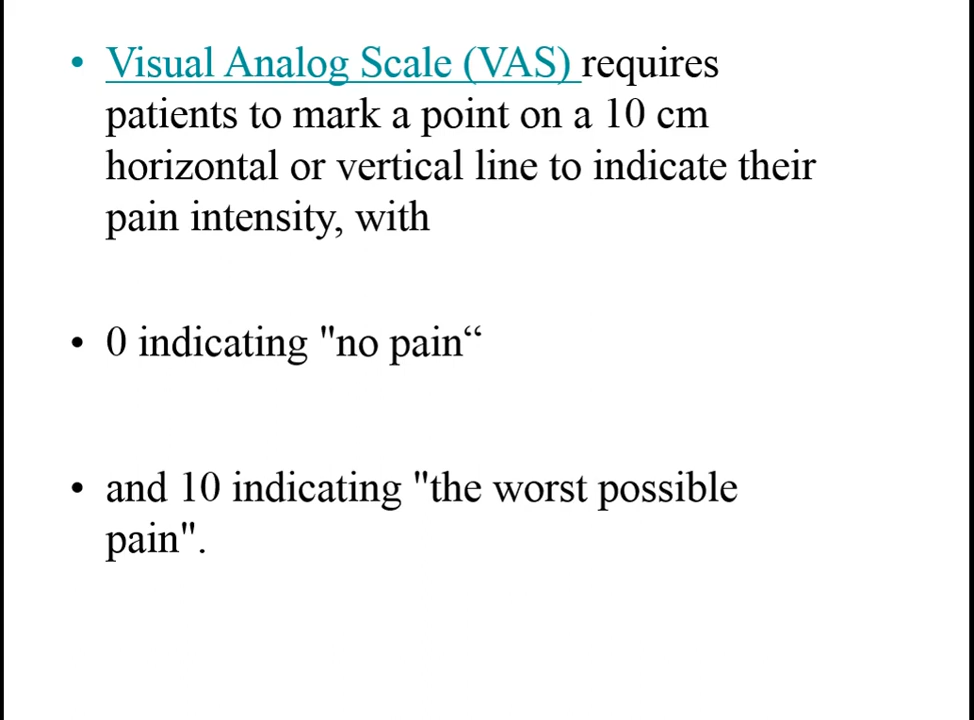 • Visual Analog Scale (VAS) requires
patients to mark a point on a 10 cm
horizontal or vertical line to indicate their
pain intensity, with
• 0 indicating "no pain“
• and 10 indicating "the worst possible
pain".